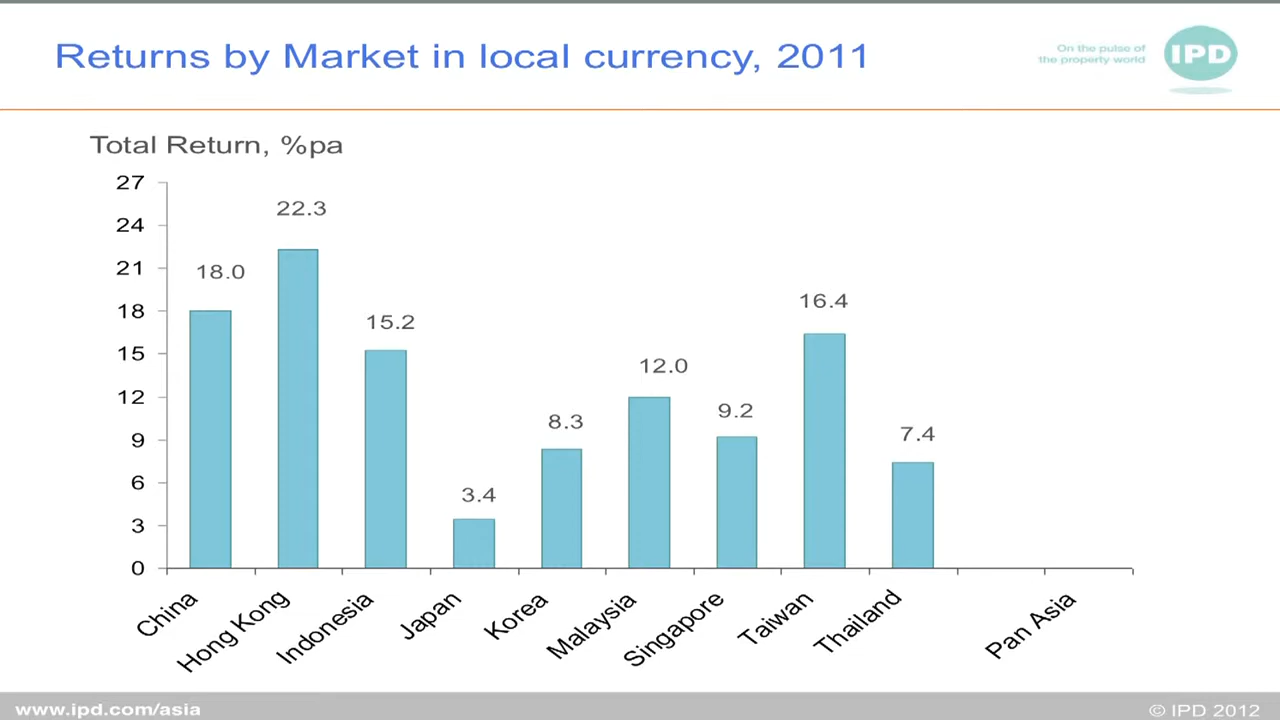 Returns by Market in local currency, 2011
On the pulse of
the property world
IPD
Total Return, %pa
27
24
21
18
15
12
9
6
3
0
18.0
22.3
15.2
3.4
8.3
12.0
9.2
16.4
7.4
China
Hong Kong
Indonesia
Japan
Korea
Malaysia
Singapore
Taiwan
Thailand
Pan Asia
www.ipd.com/asia
© IPD 2012